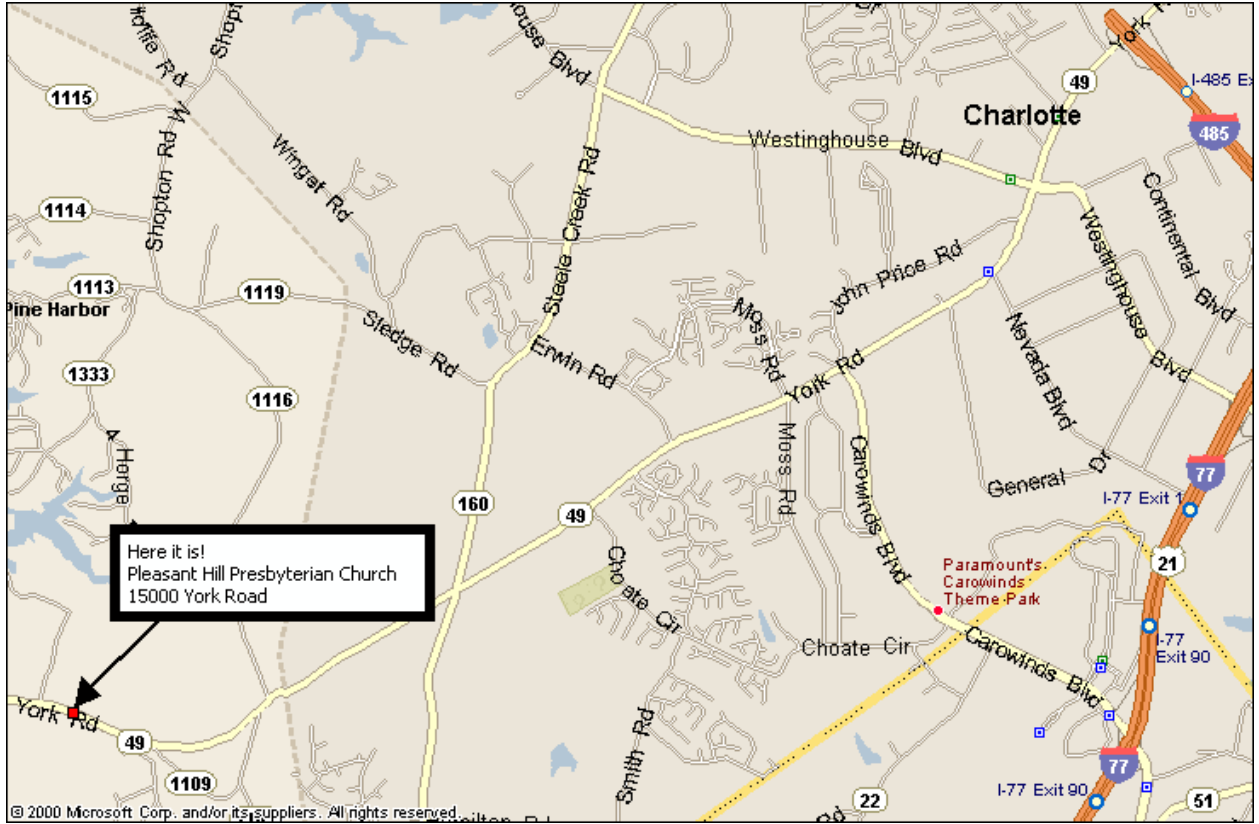 Shopton Rd W
Wingat Rd
Westinghouse Blvd
York
49
I-485 Ex
Charlotte
485
1115
1114
1113
1119
Pine Harbor
Steele Creek Rd
John Price Rd
Continental Blvd
Westinghouse Blvd
Nevada Blvd
Sledge Rd
Erwin Rd
Moss Rd
York Rd
1333
1116
Moss Rd
Carowinds Blvd
General Dr
I-77 Exit 1
77
160
49
21
Here it is!
Pleasant Hill Presbyterian Church
15000 York Road
Paramount's
Carowinds
Theme Park
Choate Cir
Choate Cir
Carowinds Blvd
I-77
Exit 90
York Rd
49
1109
Smith Rd
77
I-77 Exit 90
22
51
Rd
© 2000 Microsoft Corp. and/or its suppliers. All rights reserved.